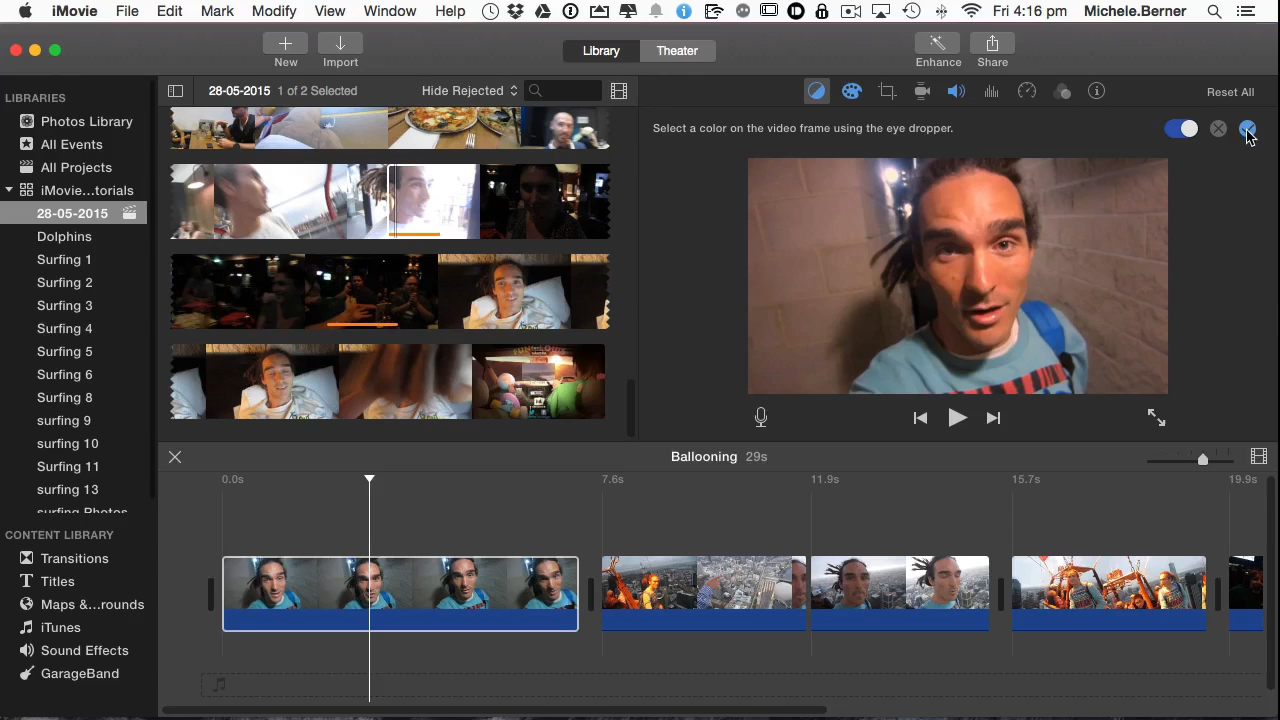 iMovie File Edit Mark Modify View Window Help Fri 4:16 pm Michele.Berner
New Import Library Theater Enhance Share
LIBRARIES
Photos Library
All Events
All Projects
iMovie...torials
28-05-2015
Dolphins
Surfing 1
Surfing 2
Surfing 3
Surfing 4
Surfing 5
Surfing 6
Surfing 8
surfing 9
surfing 10
Surfing 11
surfing 13
surfing Photos
CONTENT LIBRARY
Transitions
Titles
Maps &...rounds
iTunes
Sound Effects
GarageBand
28-05-2015 1 of 2 Selected Hide Rejected
Reset All
Select a color on the video frame using the eye dropper.
Ballooning 29s
0.0s 7.6s 11.9s 15.7s 19.9s